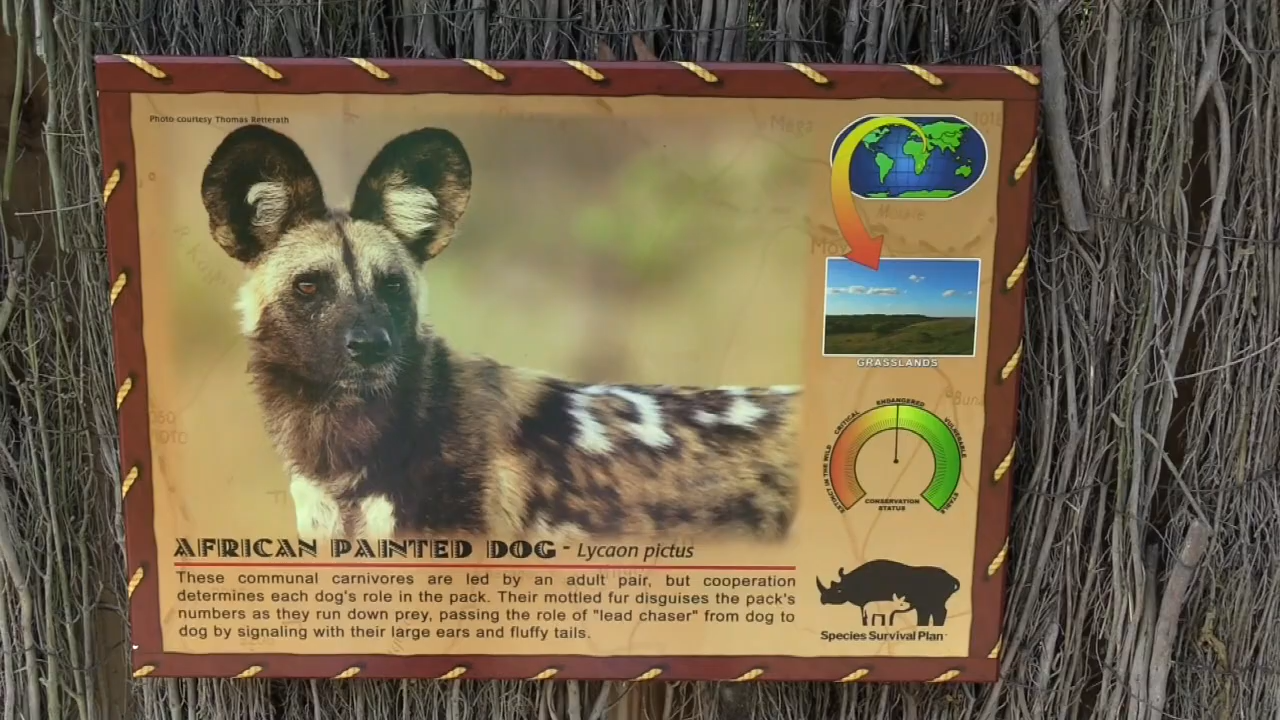 Photo courtesy Thomas Retterath
GRASSLANDS
EXTINCT IN THE WILD
CRITICAL
ENDANGERED
VULNERABLE
STABLE
CONSERVATION
STATUS
AFRICAN PAINTED DOG - Lycaon pictus
These communal carnivores are led by an adult pair, but cooperation
determines each dog's role in the pack. Their mottled fur disguises the pack's
numbers as they run down prey, passing the role of "lead chaser" from dog to
dog by signaling with their large ears and fluffy tails.
Species Survival Plan